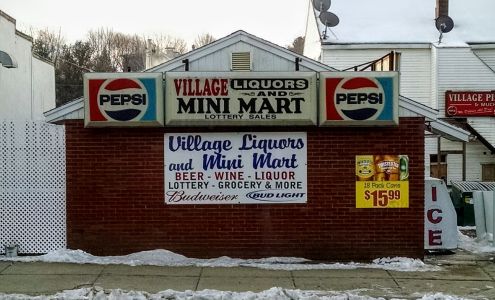 PEPSI
VILLAGE LIQUORS
AND
MINI MART
LOTTERY SALES
PEPSI
Village Liquors
and Mini Mart
BEER - WINE - LIQUOR
LOTTERY - GROCERY & MORE
Budweiser BUD LIGHT
18 Pack Cans
$15.99
ICE
VILLAGE